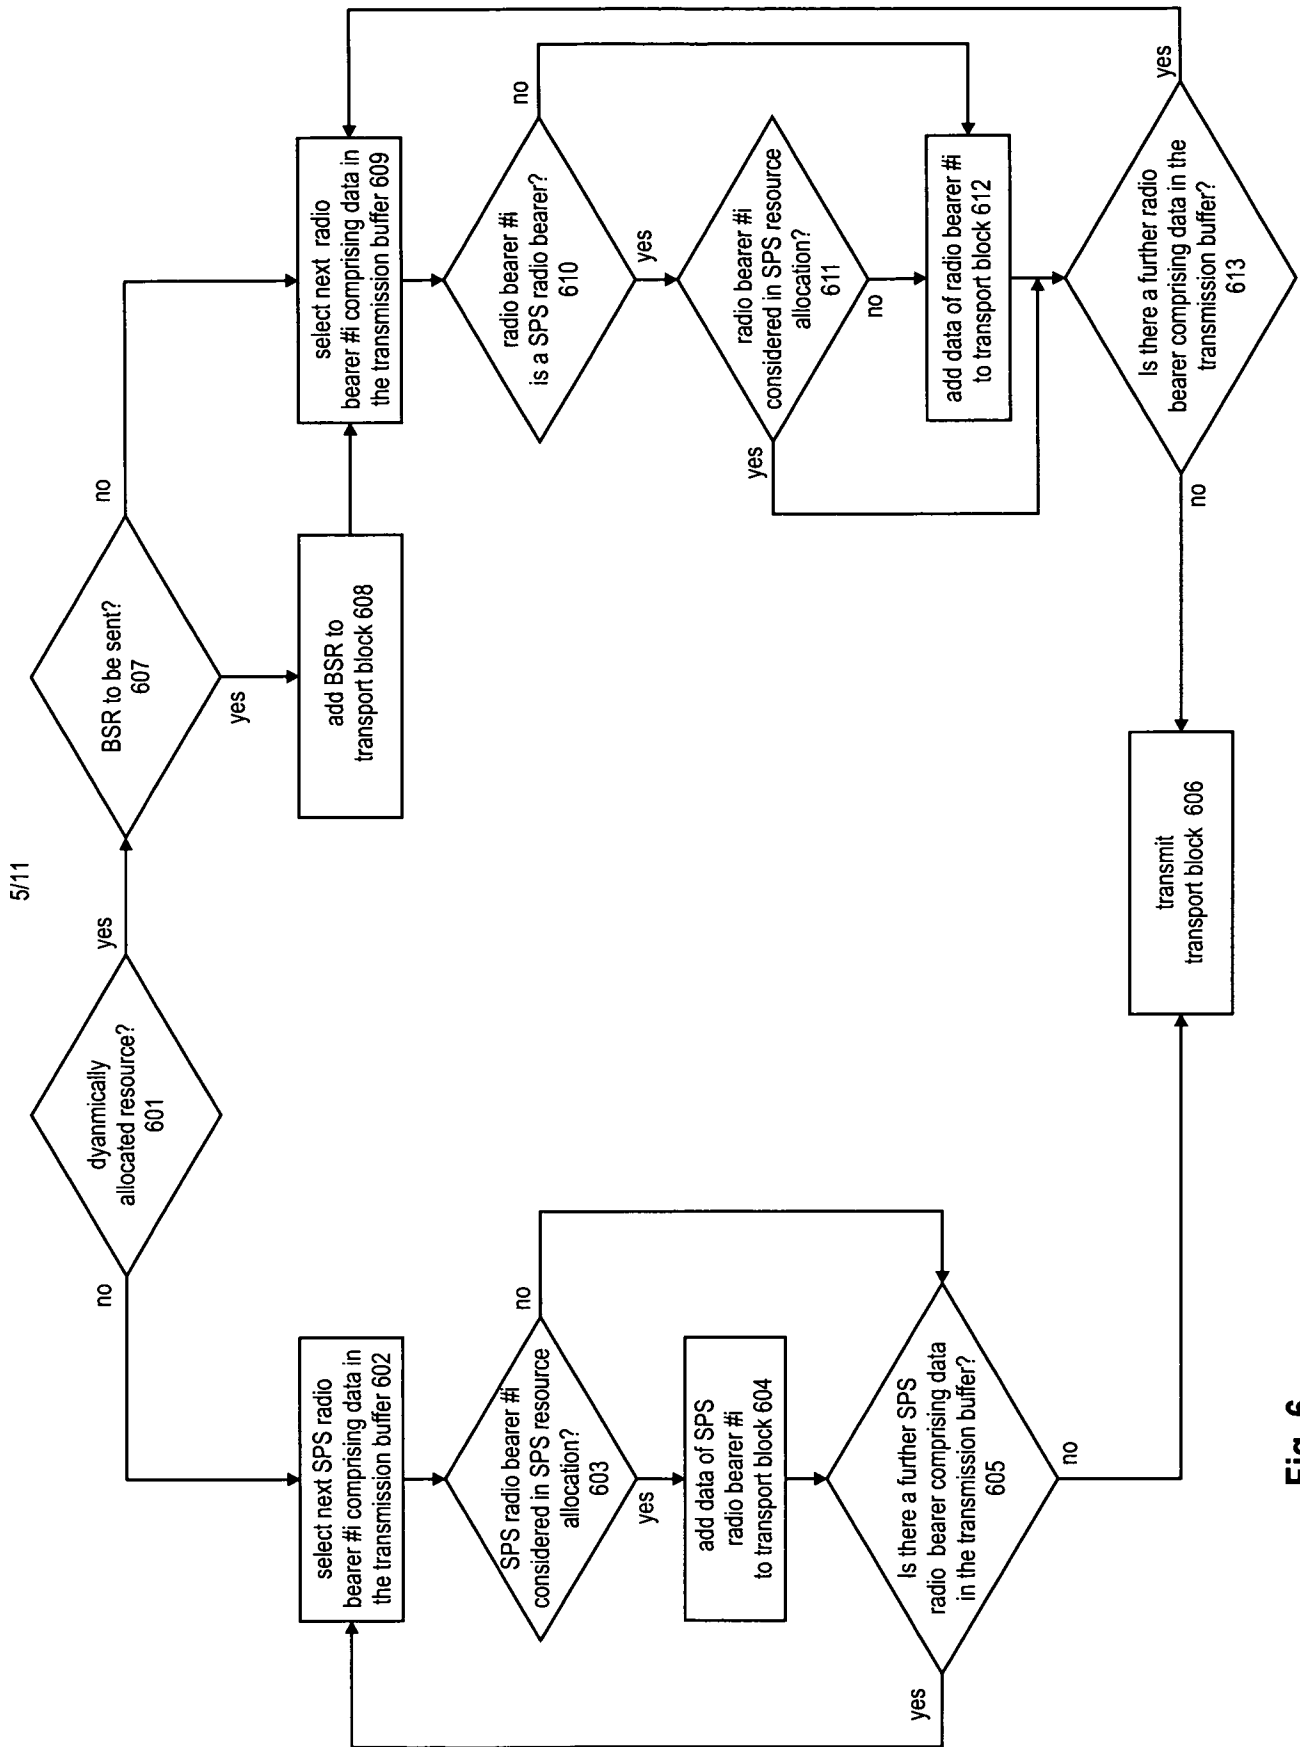 5/11
dyanmically
allocated resource?
601
no
yes
select next SPS radio
bearer #i comprising data in
the transmission buffer 602
SPS radio bearer #i
considered in SPS resource
allocation?
603
no
yes
add data of SPS
radio bearer #i
to transport block 604
Is there a further SPS
radio bearer comprising data
in the transmission buffer?
605
yes
no
transmit
transport block 606
BSR to be sent?
607
no
yes
add BSR to
transport block 608
select next radio
bearer #i comprising data in
the transmission buffer 609
radio bearer #i
is a SPS radio bearer?
610
no
yes
radio bearer #i
considered in SPS resource
allocation?
611
yes
no
add data of radio bearer #i
to transport block 612
Is there a further radio
bearer comprising data in the
transmission buffer?
613
yes
no
Fig. 6